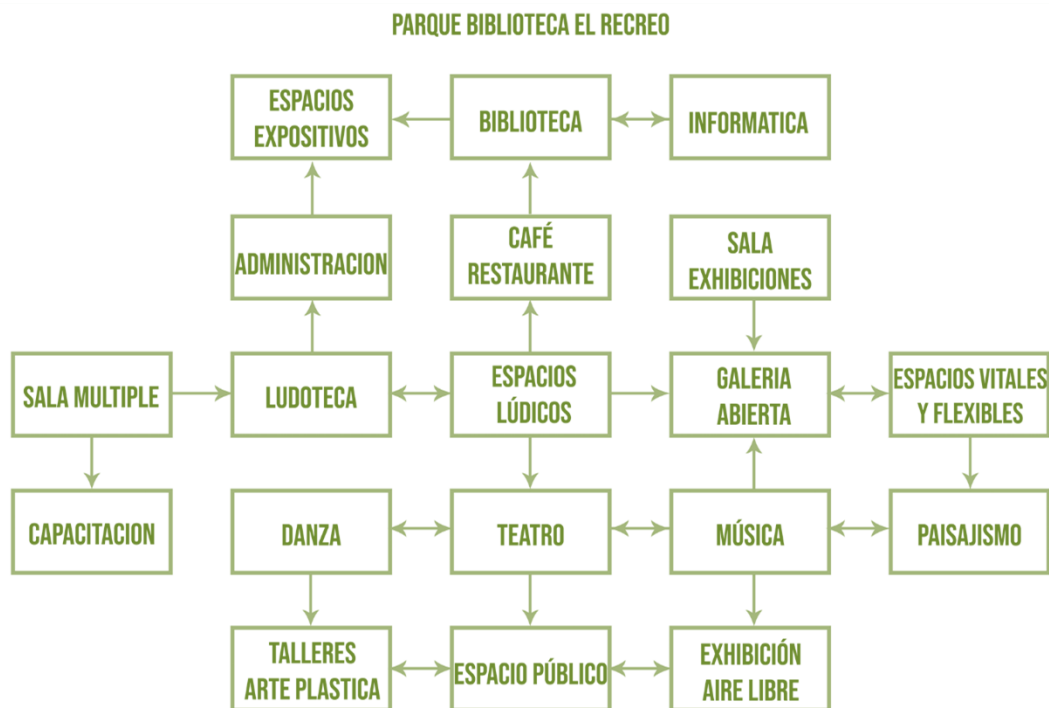 PARQUE BIBLIOTECA EL RECREO
ESPACIOS
EXPOSITIVOS
BIBLIOTECA
INFORMATICA
ADMINISTRACION
CAFÉ
RESTAURANTE
SALA
EXHIBICIONES
SALA MULTIPLE
LUDOTECA
ESPACIOS
LÚDICOS
GALERIA
ABIERTA
ESPACIOS VITALES
Y FLEXIBLES
CAPACITACION
DANZA
TEATRO
MÚSICA
PAISAJISMO
TALLERES
ARTE PLASTICA
ESPACIO PÚBLICO
EXHIBICIÓN
AIRE LIBRE